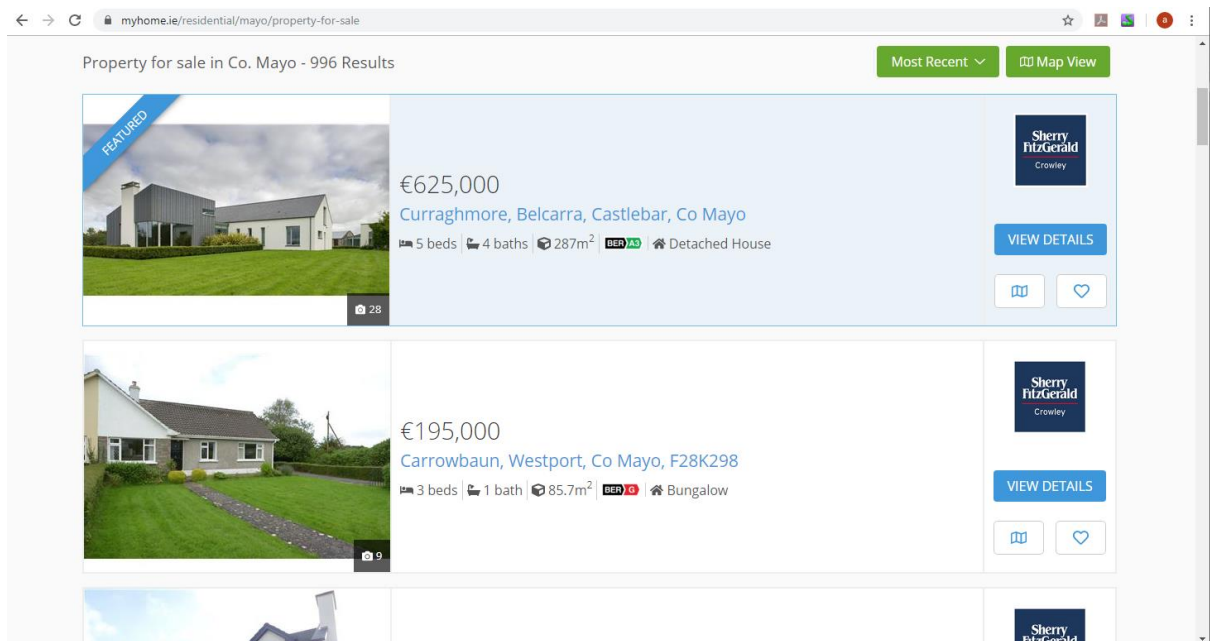 myhome.ie/residential/mayo/property-for-sale
a
Property for sale in Co. Mayo - 996 Results
Most Recent
Map View
FEATURED
28
€625,000
Curraghmore, Belcarra, Castlebar, Co Mayo
5 beds 4 baths 287m² BER A3 Detached House
Sherry
FitzGerald
Crowley
VIEW DETAILS
9
€195,000
Carrowbaun, Westport, Co Mayo, F28K298
3 beds 1 bath 85.7m² BER G Bungalow
Sherry
FitzGerald
Crowley
VIEW DETAILS
Sherry
FitzGerald